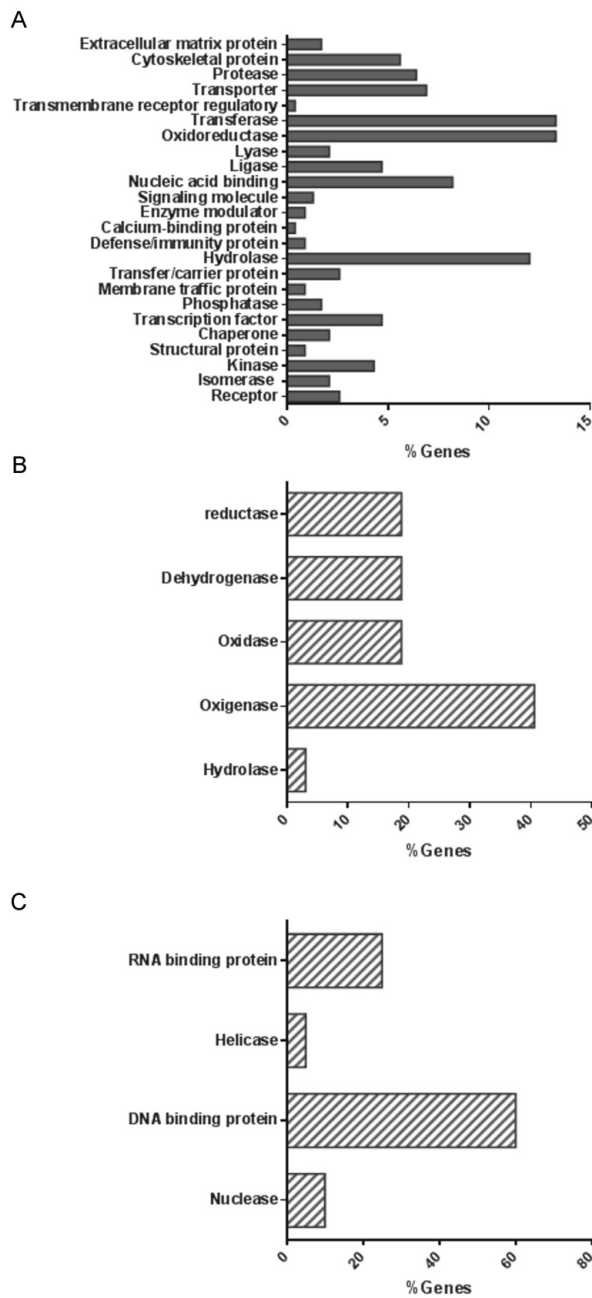 A
Extracellular matrix protein
Cytoskeletal protein
Protease
Transporter
Transmembrane receptor regulatory
Transferase
Oxidoreductase
Lyase
Ligase
Nucleic acid binding
Signaling molecule
Enzyme modulator
Calcium-binding protein
Defense/immunity protein
Hydrolase
Transfer/carrier protein
Membrane traffic protein
Phosphatase
Transcription factor
Chaperone
Structural protein
Kinase
Isomerase
Receptor
0 5 10 15
% Genes
B
reductase
Dehydrogenase
Oxidase
Oxigenase
Hydrolase
0 10 20 30 40 50
% Genes
C
RNA binding protein
Helicase
DNA binding protein
Nuclease
0 20 40 60 80
% Genes